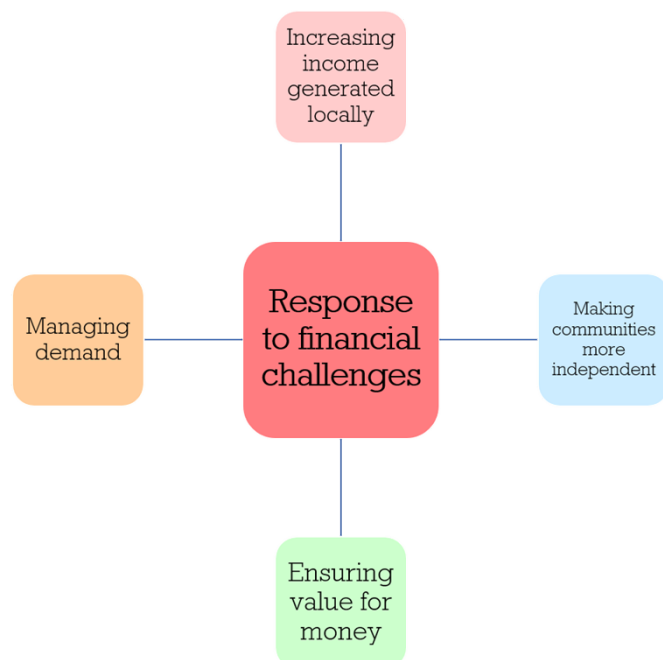 Increasing
income
generated
locally
Managing
demand
Response
to financial
challenges
Making
communities
more
independent
Ensuring
value for
money